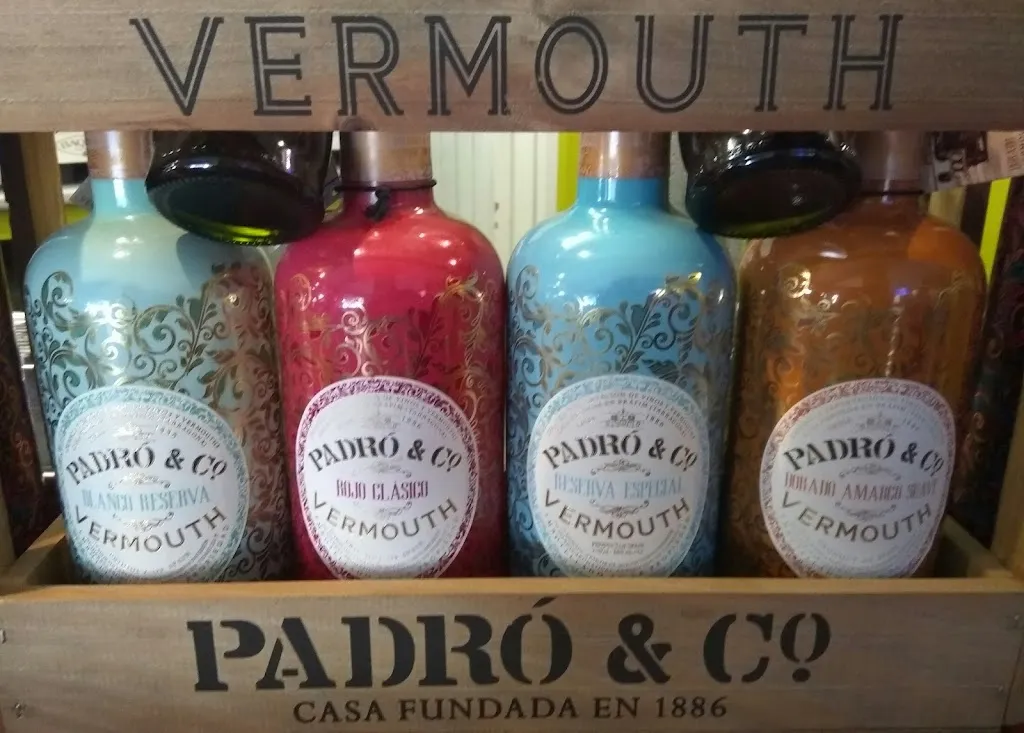 VERMOUTH
PADRÓ & Cº
BLANCO RESERVA
VERMOUTH
PADRÓ & Cº
ROJO CLÁSICO
VERMOUTH
PADRÓ & Cº
RESERVA ESPECIAL
VERMOUTH
PADRÓ & Cº
DORADO AMARGO SUAVE
VERMOUTH
PADRÓ & Cº
CASA FUNDADA EN 1886